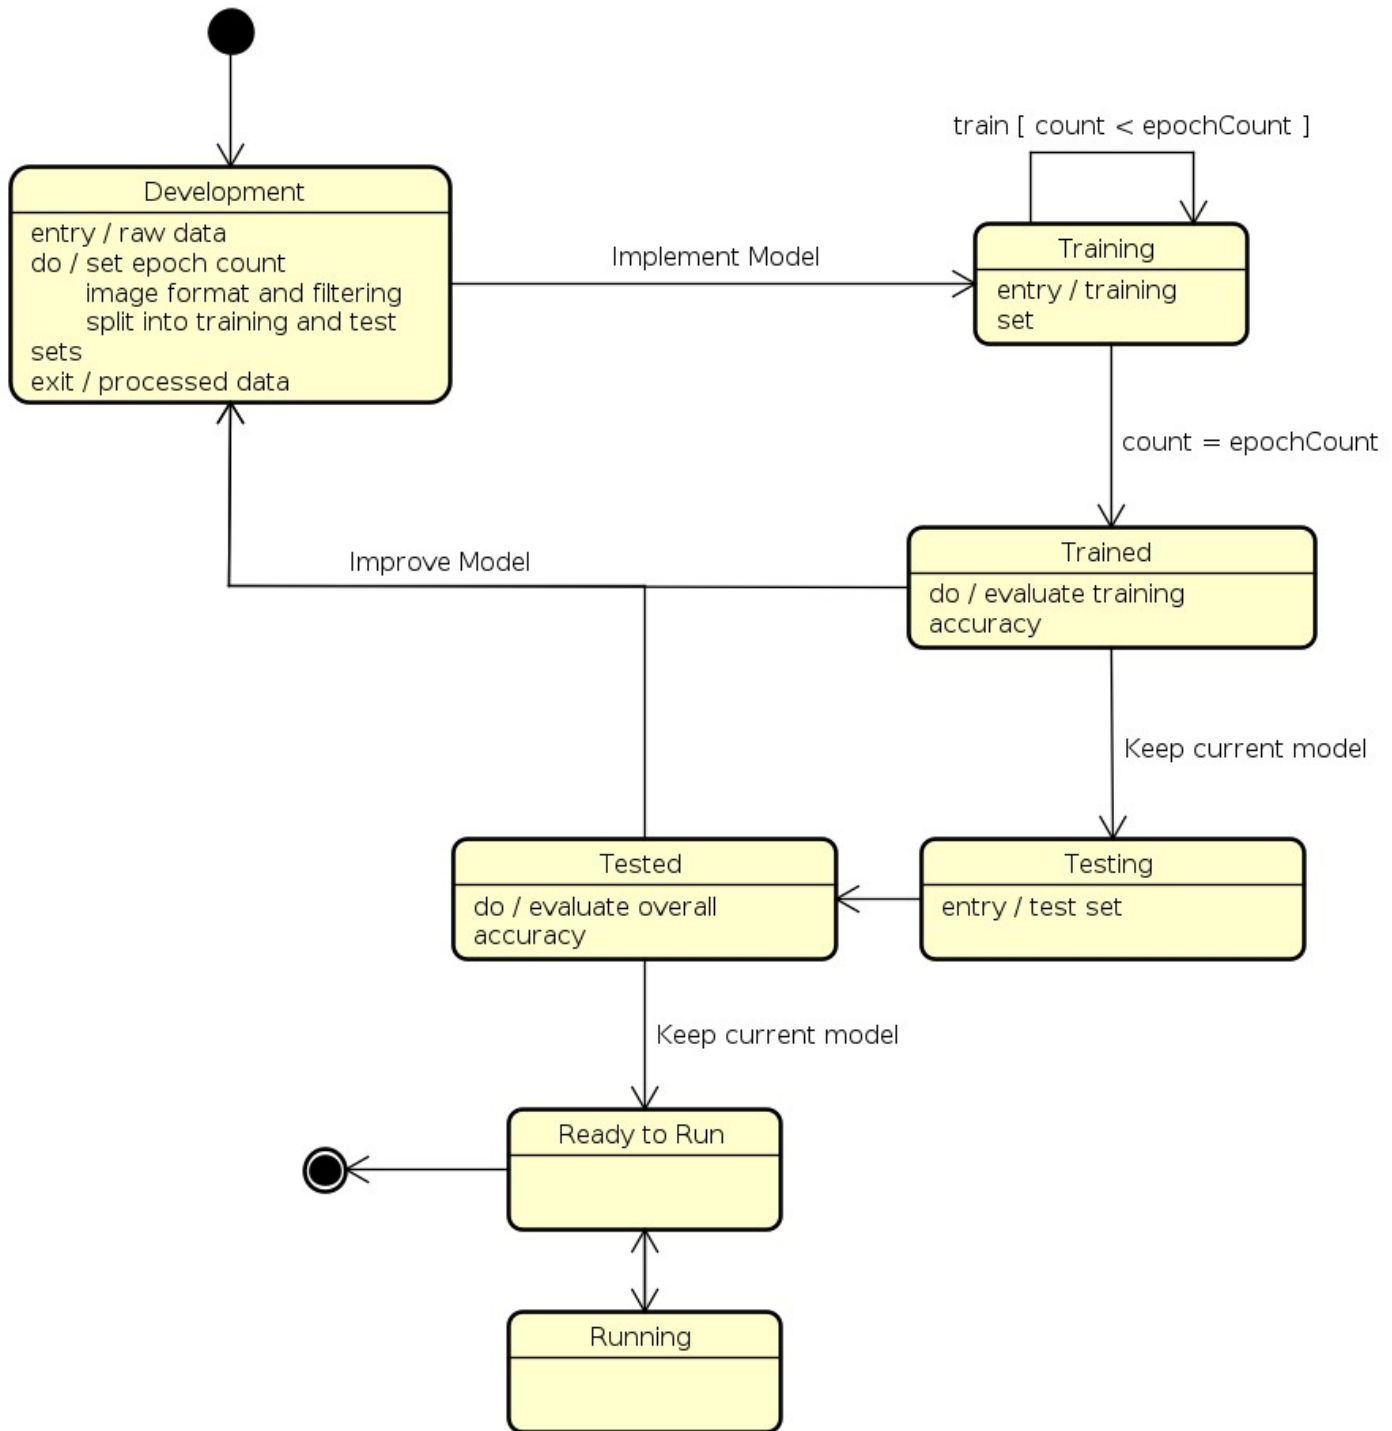 train [ count < epochCount ]
Development
entry / raw data
do / set epoch count
image format and filtering
split into training and test
sets
exit / processed data
Implement Model
Training
entry / training
set
count = epochCount
Improve Model
Trained
do / evaluate training
accuracy
Keep current model
Tested
do / evaluate overall
accuracy
Testing
entry / test set
Keep current model
Ready to Run
Running